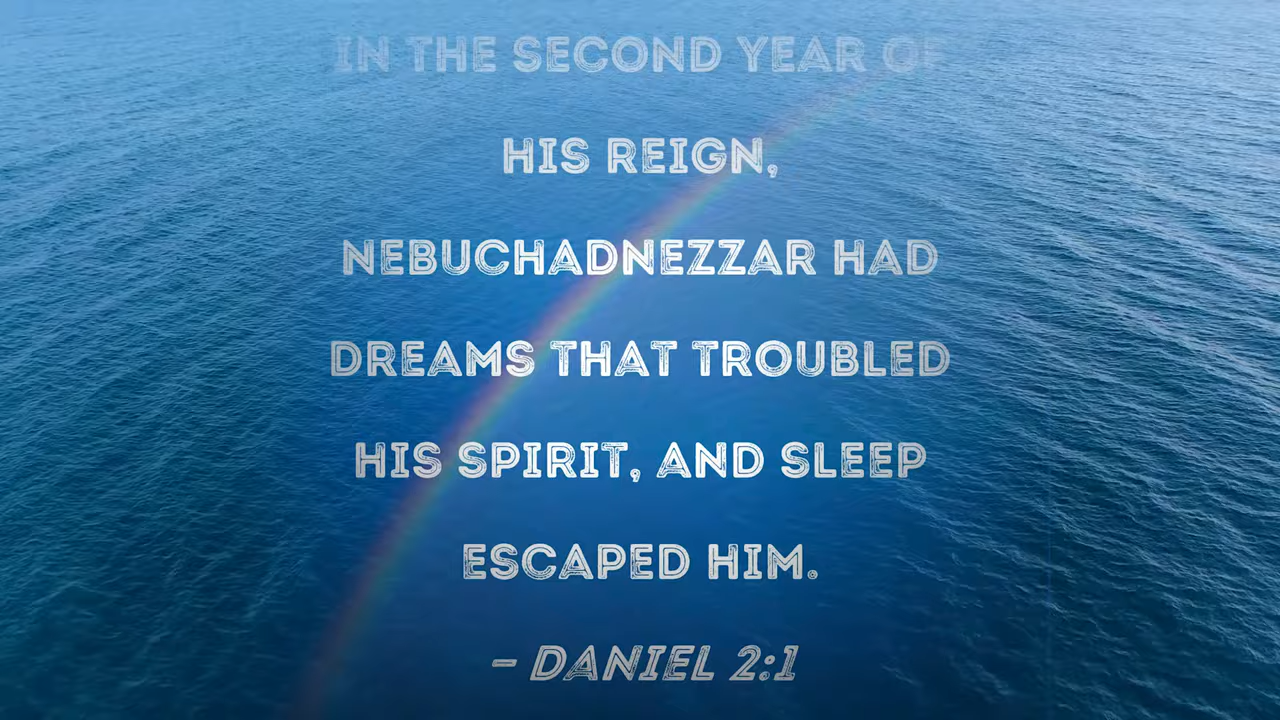 IN THE SECOND YEAR OF
HIS REIGN,
NEBUCHADNEZZAR HAD
DREAMS THAT TROUBLED
HIS SPIRIT, AND SLEEP
ESCAPED HIM.
– DANIEL 2:1